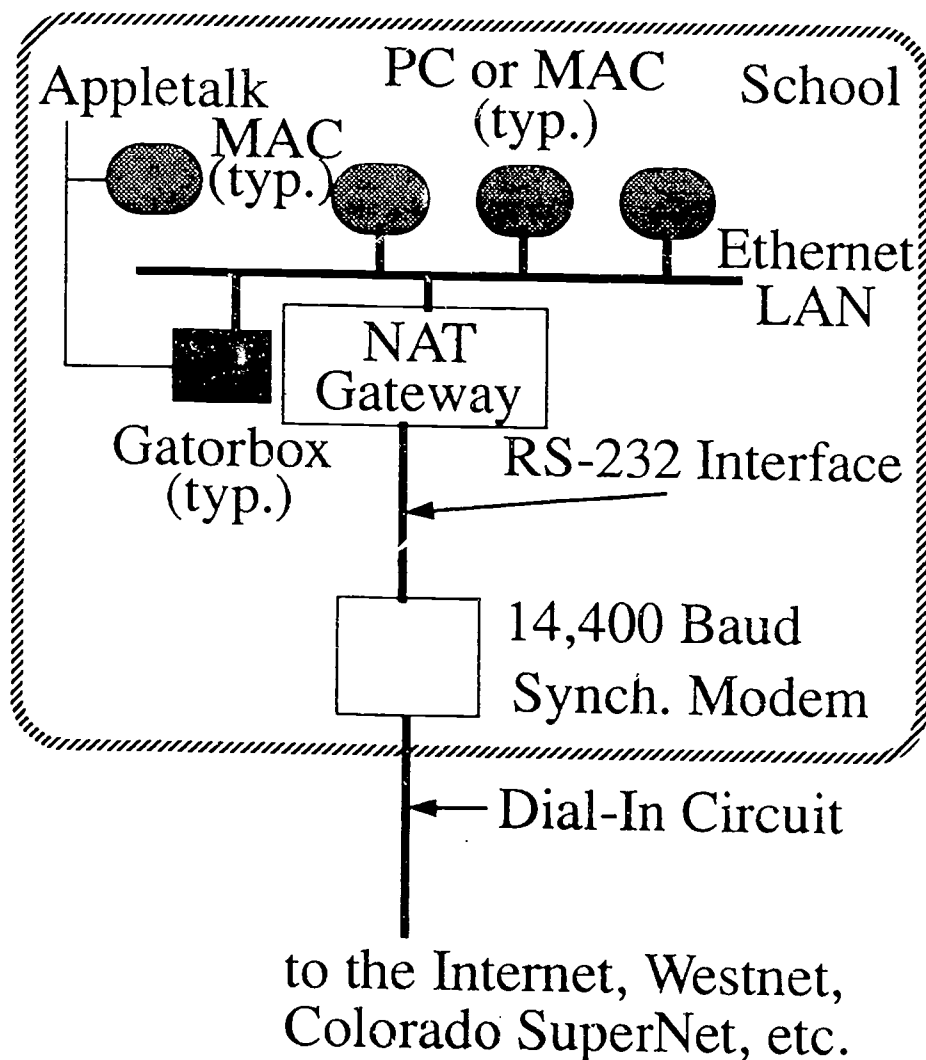 Appletalk
MAC
(typ.)
PC or MAC
(typ.)
School
Ethernet
LAN
NAT
Gateway
Gatorbox
(typ.)
RS-232 Interface
14,400 Baud
Synch. Modem
Dial-In Circuit
to the Internet, Westnet,
Colorado SuperNet, etc.